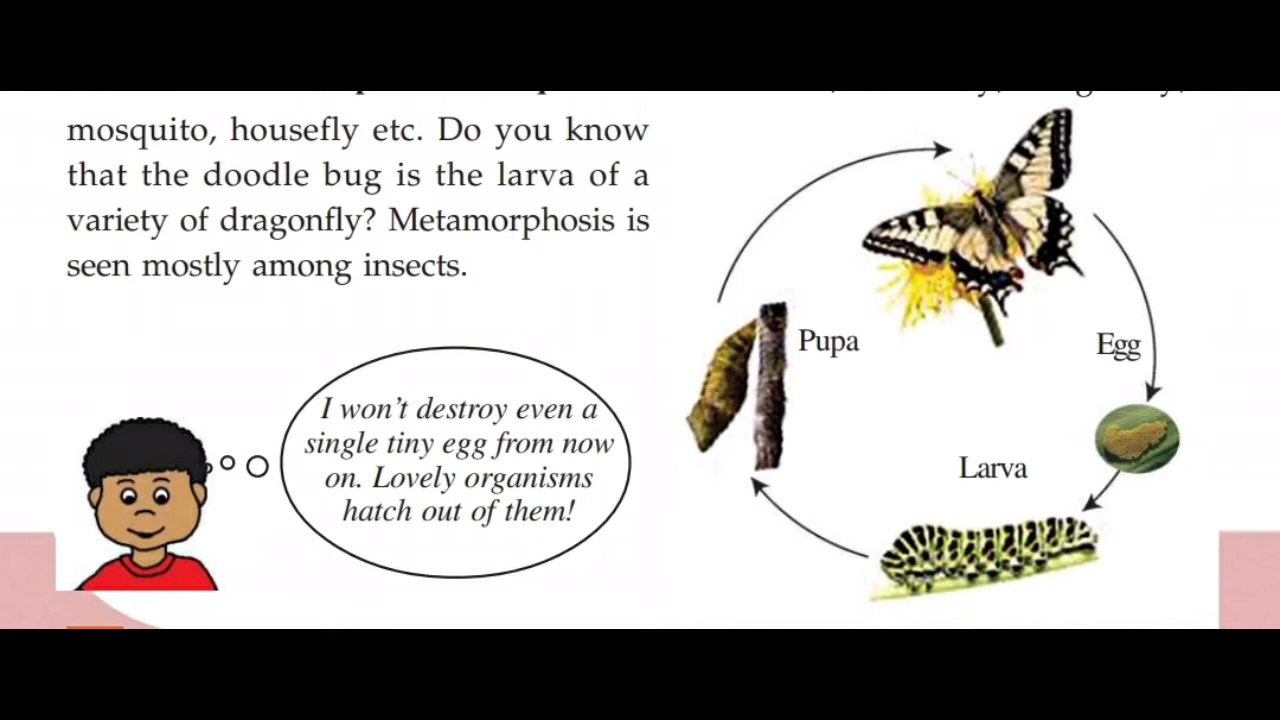 mosquito, housefly etc. Do you know
that the doodle bug is the larva of a
variety of dragonfly? Metamorphosis is
seen mostly among insects.
I won't destroy even a
single tiny egg from now
on. Lovely organisms
hatch out of them!
Pupa
Egg
Larva